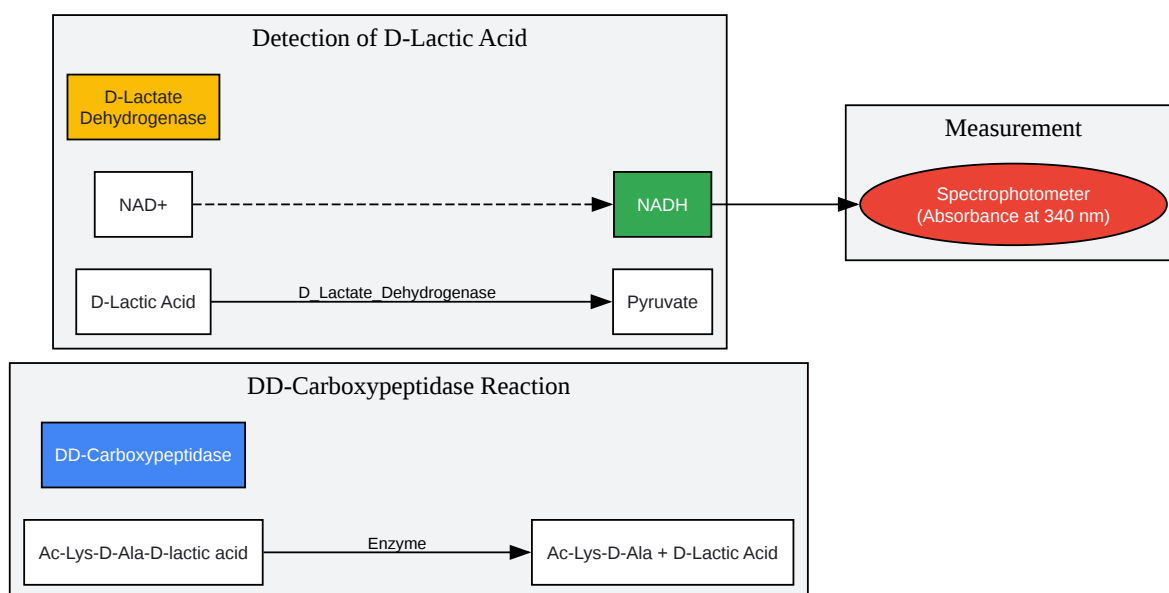 Detection of D-Lactic Acid
D-Lactate
Dehydrogenase
NAD+
NADH
D-Lactic Acid
D_Lactate_Dehydrogenase
Pyruvate
Measurement
Spectrophotometer
(Absorbance at 340 nm)
DD-Carboxypeptidase Reaction
DD-Carboxypeptidase
Ac-Lys-D-Ala-D-lactic acid
Enzyme
Ac-Lys-D-Ala + D-Lactic Acid